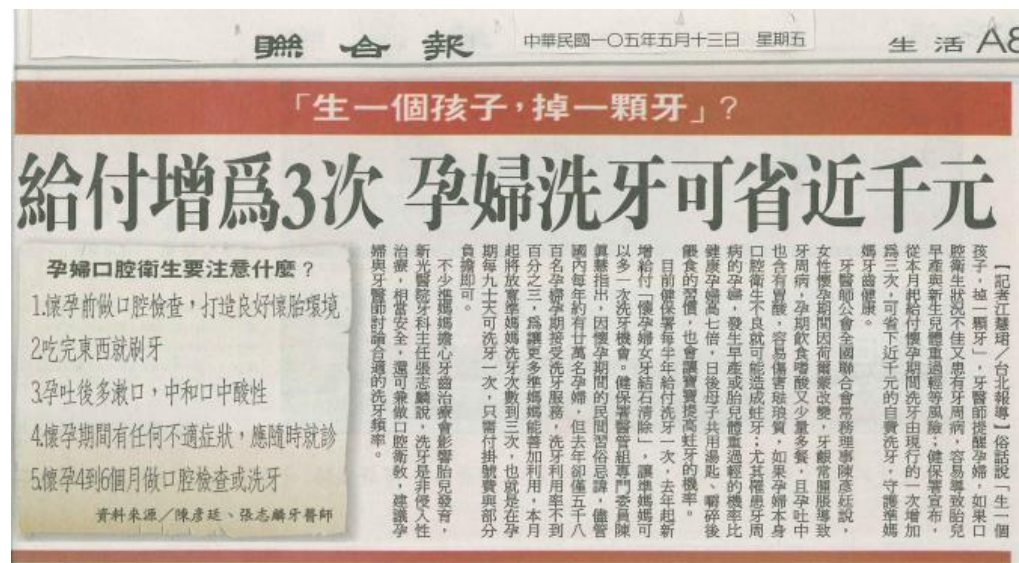 聯合報
中華民國一〇五年五月十三日 星期五
生活 A8
「生一個孩子，掉一顆牙」？
給付增爲3次 孕婦洗牙可省近千元
【記者江慧珺／台北報導】俗話說「生一個
孩子，掉一顆牙」，牙醫師提醒孕婦，如果口
腔衛生狀況不佳又患有牙周病，容易導致胎兒
早產與新生兒體重過輕等風險；健保署宣布，
從本月起給付懷孕期間洗牙由現行的一次增加
爲三次，可省下近千元的自費洗牙，守護準媽
媽牙齒健康。
牙醫師公會全國聯合會常務理事陳彥廷說，
女性懷孕期間因荷爾蒙改變，牙齦常腫脹導致
牙周病，孕期飲食嗜酸又少量多餐，且孕吐中
也含有胃酸，容易傷害琺瑯質，如果孕婦本身
口腔衛生不良就可能造成蛀牙；尤其罹患牙周
病的孕婦，發生早產或胎兒體重過輕的機率比
健康孕婦高七倍，日後母子共用湯匙、嚼碎後
餵食的習慣，也會讓寶寶提高蛀牙的機率。
目前健保署每半年給付洗牙一次，去年起新
增給付「懷孕婦女牙結石清除」，讓準媽媽可
以多一次洗牙機會。健保署醫管組專門委員陳
眞慧指出，因懷孕期間的民間習俗忌諱，儘管
國內每年約有廿萬名孕婦，但去年卻僅五千八
百名孕婦孕期接受洗牙服務，洗牙利用率不到
百分之三，爲讓更多準媽媽能善加利用，本月
起將放寬準媽媽洗牙次數到三次，也就是在孕
期每九十天可洗牙一次，只需付掛號費與部分
負擔即可。
不少準媽媽擔心牙齒治療會影響胎兒發育，
新光醫院牙科主任張志麟說，洗牙是非侵入性
治療，相當安全，還可兼做口腔衛教，建議孕
婦與牙醫師討論合適的洗牙頻率。
孕婦口腔衛生要注意什麼？
1.懷孕前做口腔檢查，打造良好懷胎環境
2.吃完東西就刷牙
3.孕吐後多漱口，中和口中酸性
4.懷孕期間有任何不適症狀，應隨時就診
5.懷孕4到6個月做口腔檢查或洗牙
資料來源／陳彥廷、張志麟牙醫師